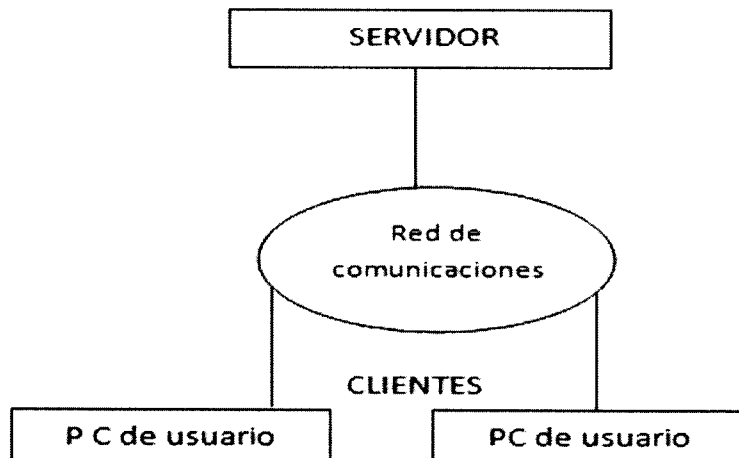 SERVIDOR
Red de
comunicaciones
CLIENTES
P C de usuario
PC de usuario